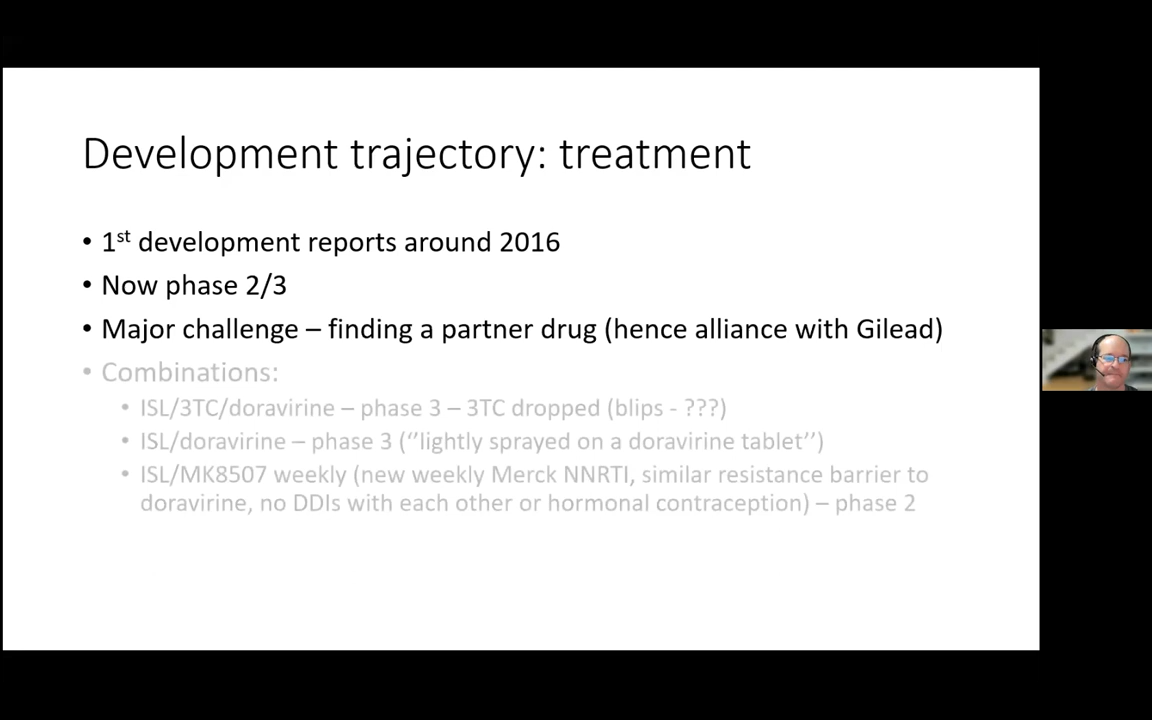 Development trajectory: treatment
• 1st development reports around 2016
• Now phase 2/3
• Major challenge – finding a partner drug (hence alliance with Gilead)
• Combinations:
• ISL/3TC/doravirine – phase 3 – 3TC dropped (blips - ???)
• ISL/doravirine – phase 3 (‘’lightly sprayed on a doravirine tablet’’)
• ISL/MK8507 weekly (new weekly Merck NNRTI, similar resistance barrier to
doravirine, no DDIs with each other or hormonal contraception) – phase 2